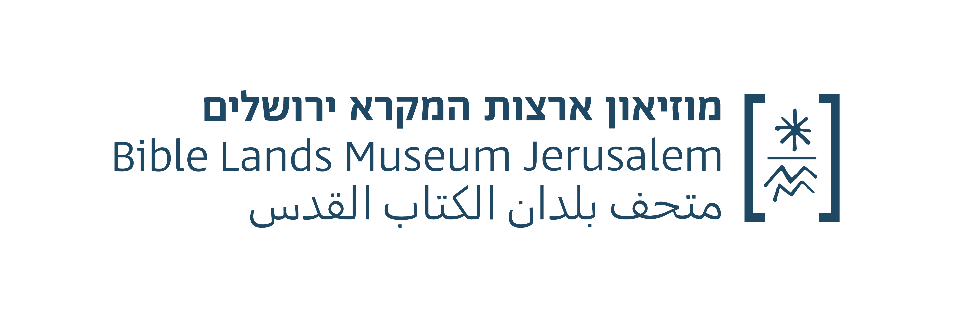 מוזיאון ארצות המקרא ירושלים
Bible Lands Museum Jerusalem
متحف بلدان الكتاب القدس